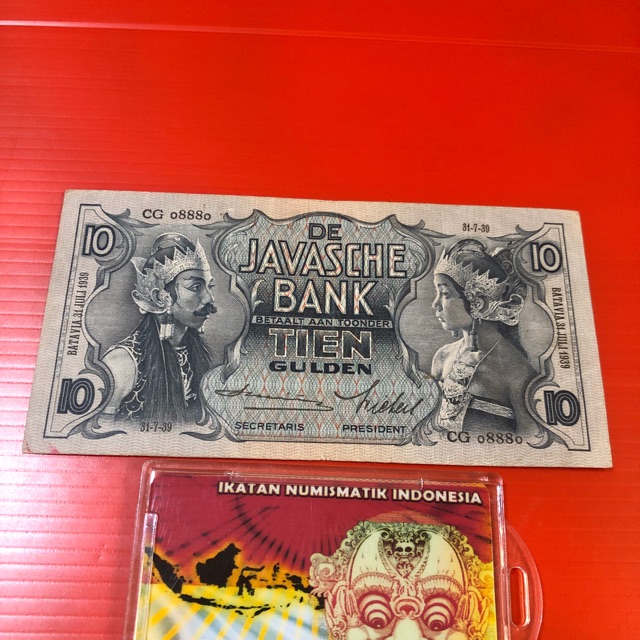 CG 08880
31-7-39
10
10
DE
JAVASCHE
BANK
BETAALT AAN TOONDER
TIEN
GULDEN
BATAVIA. 31 JULI 1939
BATAVIA. 31 JULI 1939
10
10
31-7-39
SECRETARIS
PRESIDENT
CG 08880
IKATAN NUMISMATIK INDONESIA